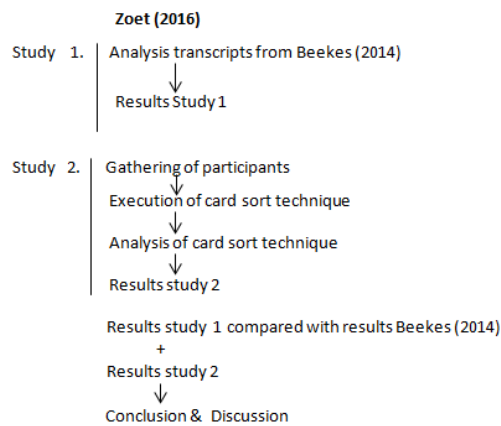 Zoet (2016)
Study 1. Analysis transcripts from Beekes (2014)
Results Study 1
Study 2. Gathering of participants
Execution of card sort technique
Analysis of card sort technique
Results study 2
Results study 1 compared with results Beekes (2014)
+
Results study 2
Conclusion & Discussion